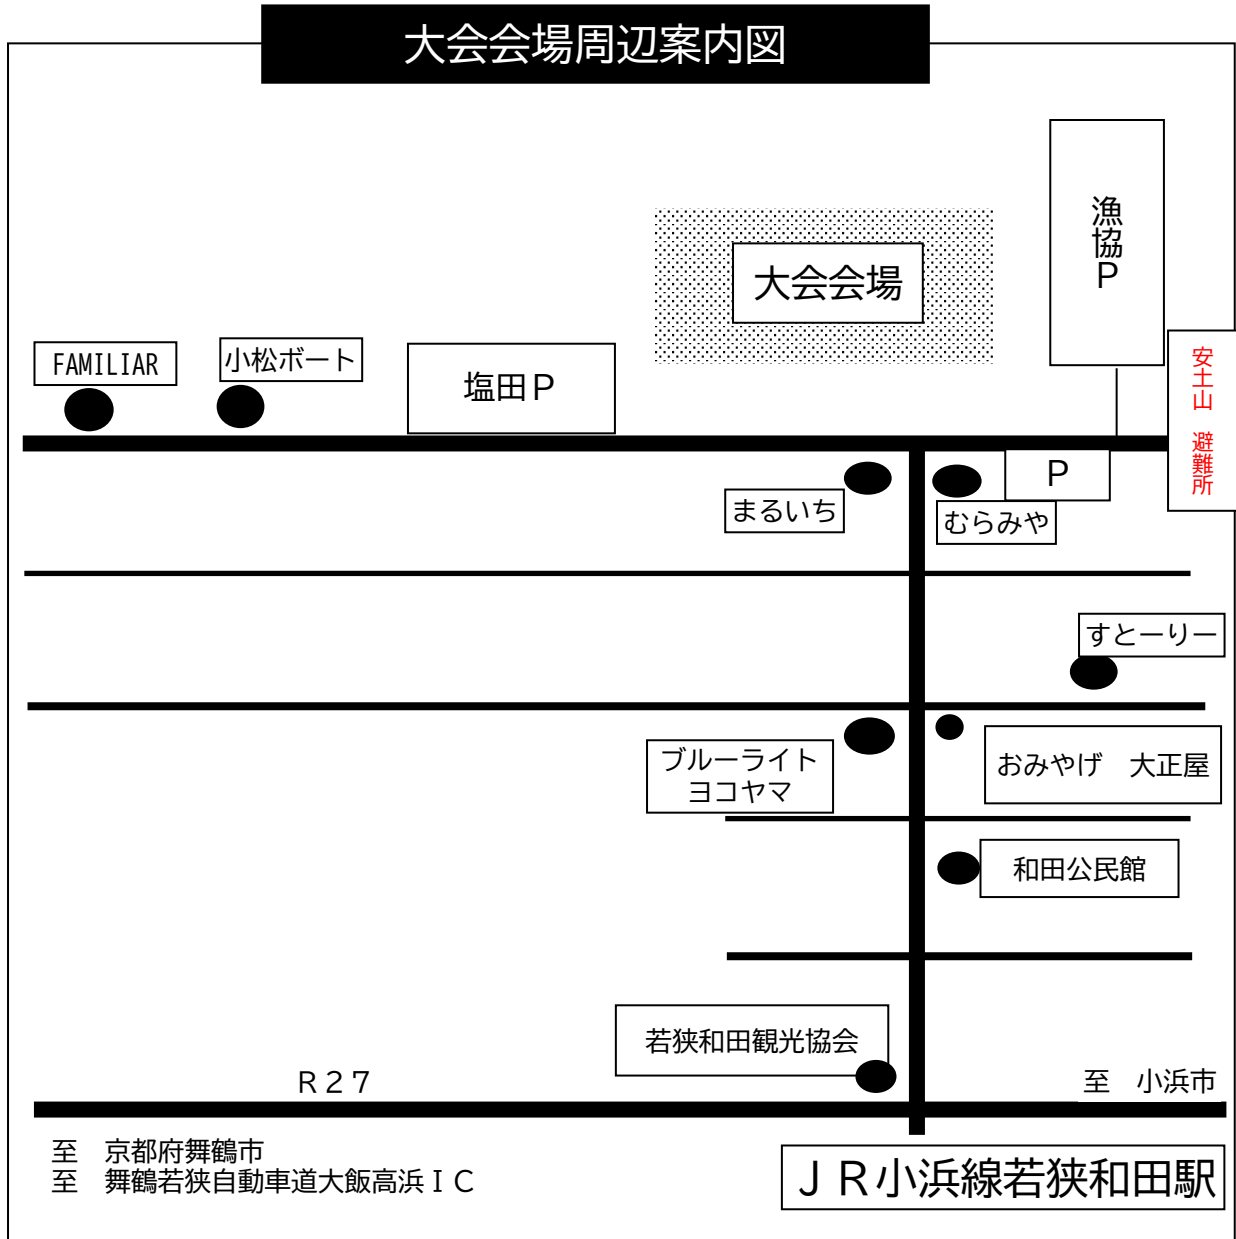 大会会場周辺案内図
漁協P
大会会場
FAMILIAR
小松ボート
塩田P
安土山　避難所
P
まるいち
むらみや
すとーりー
ブルーライト
ヨコヤマ
おみやげ　大正屋
和田公民館
若狭和田観光協会
R２７
至　小浜市
至　京都府舞鶴市
至　舞鶴若狭自動車道大飯高浜ＩＣ
ＪＲ小浜線若狭和田駅